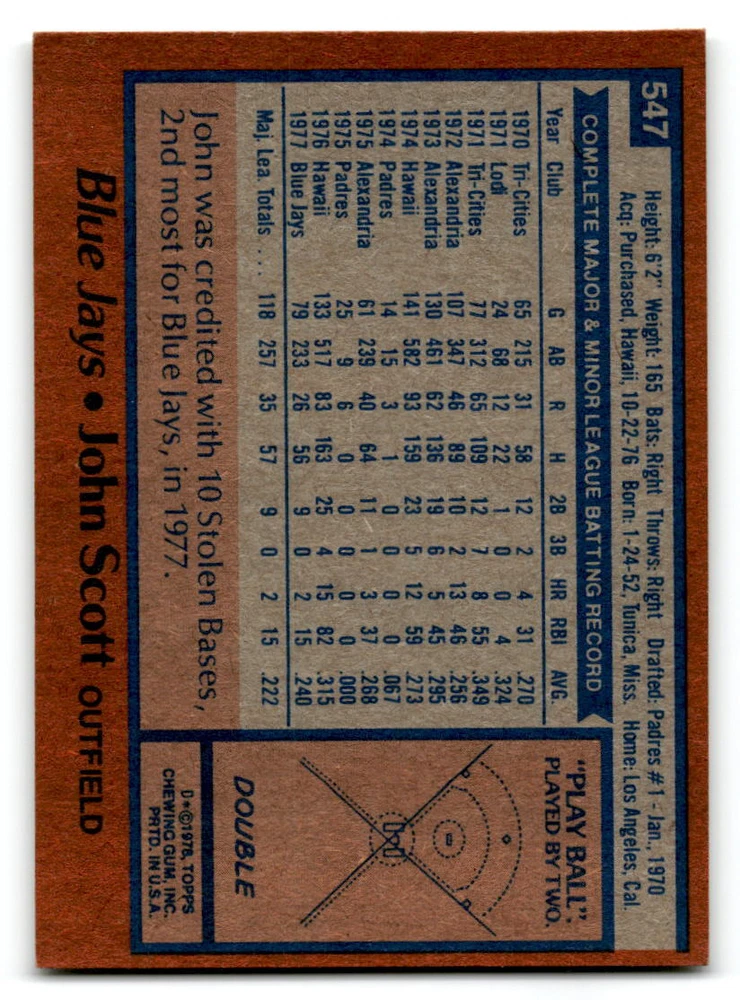 547
Height: 6'2" Weight: 165 Bats: Right Throws: Right Drafted: Padres #1 - Jan., 1970
Acq: Purchased, Hawaii, 10-22-76 Born: 1-24-52, Tunica, Miss. Home: Los Angeles, Cal.
COMPLETE MAJOR & MINOR LEAGUE BATTING RECORD
Year Club G AB R H 2B 3B HR RBI AVG.
1970 Tri-Cities 65 215 31 58 12 2 4 31 .270
1971 Lodi 24 68 12 22 1 0 0 4 .324
1971 Tri-Cities 77 312 65 109 12 7 8 55 .349
1972 Alexandria 107 347 46 89 10 2 13 46 .256
1973 Alexandria 130 461 62 136 19 6 5 45 .295
1974 Hawaii 141 582 93 159 23 5 12 59 .273
1974 Padres 14 15 3 1 0 0 0 0 .067
1975 Alexandria 61 239 40 64 11 1 3 37 .268
1975 Padres 25 9 6 0 0 0 0 0 .000
1976 Hawaii 133 517 83 163 25 4 15 82 .315
1977 Blue Jays 79 233 26 56 9 0 2 15 .240
Maj. Lea. Totals .... 118 257 35 57 9 0 2 15 .222
John was credited with 10 Stolen Bases,
2nd most for Blue Jays, in 1977.
"PLAY BALL":
PLAYED BY TWO.
DOUBLE
D*©1978, TOPPS
CHEWING GUM, INC.
PRTD. IN U.S.A.
Blue Jays • John Scott OUTFIELD